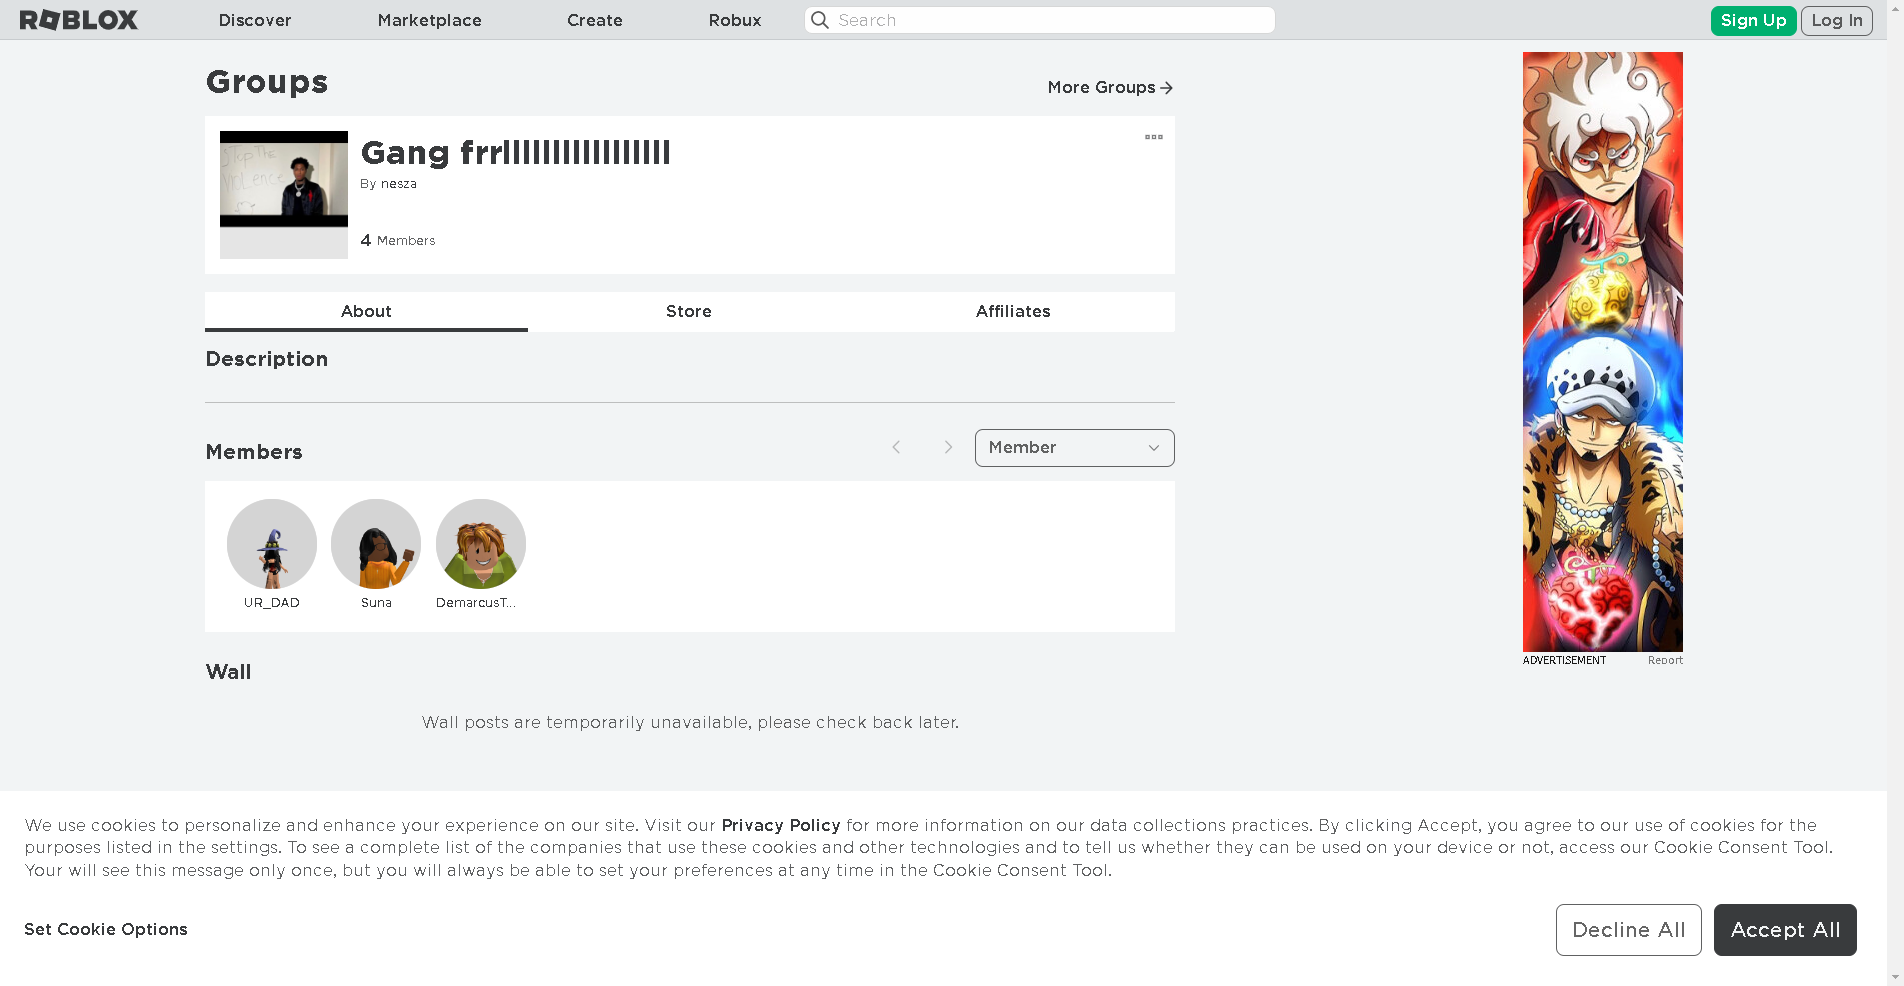 ROBLOX Discover Marketplace Create Robux Search Sign Up Log In
Groups
More Groups
Stop The
Violence
Gang frrlllllllllllllllll
By nesza
4 Members
About Store Affiliates
Description
Members
Member
UR_DAD Suna DemarcusT...
Wall
Wall posts are temporarily unavailable, please check back later.
ADVERTISEMENT Report
We use cookies to personalize and enhance your experience on our site. Visit our Privacy Policy for more information on our data collections practices. By clicking Accept, you agree to our use of cookies for the
purposes listed in the settings. To see a complete list of the companies that use these cookies and other technologies and to tell us whether they can be used on your device or not, access our Cookie Consent Tool.
Your will see this message only once, but you will always be able to set your preferences at any time in the Cookie Consent Tool.
Set Cookie Options
Decline All Accept All